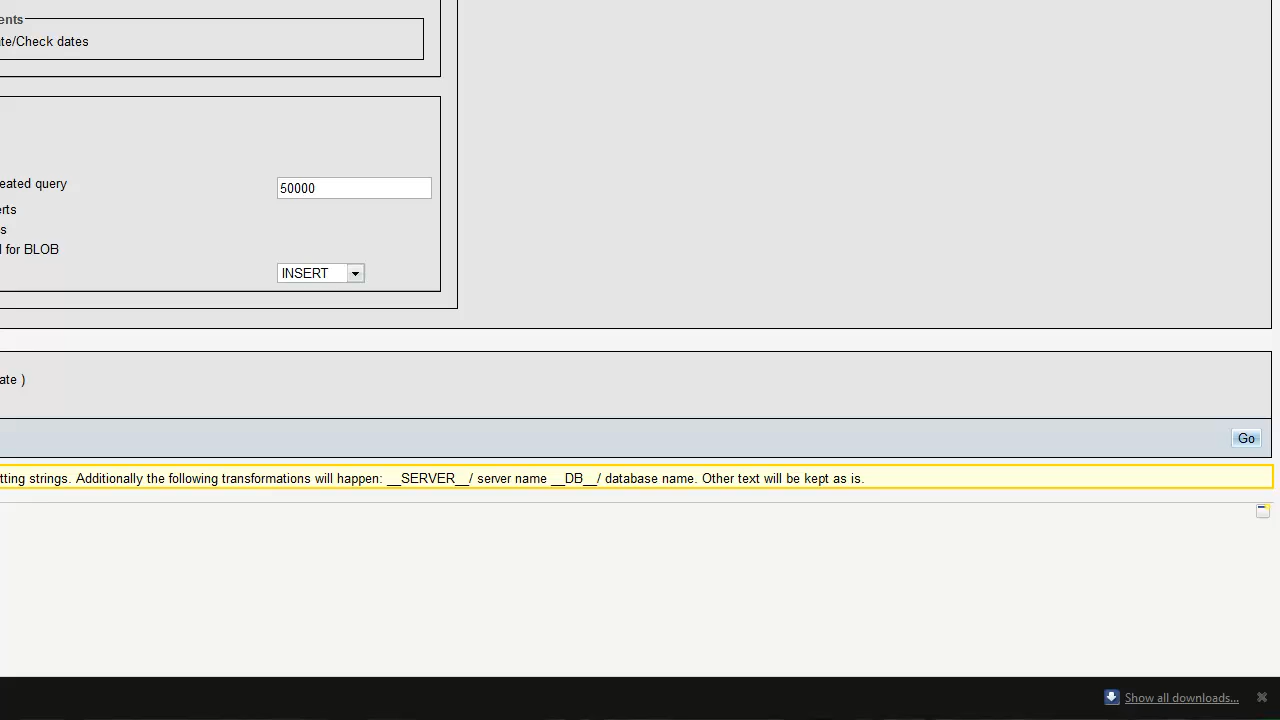 ents
te/Check dates
eated query
50000
erts
s
l for BLOB
INSERT
ate )
Go
tting strings. Additionally the following transformations will happen: __SERVER__/ server name __DB__/ database name. Other text will be kept as is.
Show all downloads...